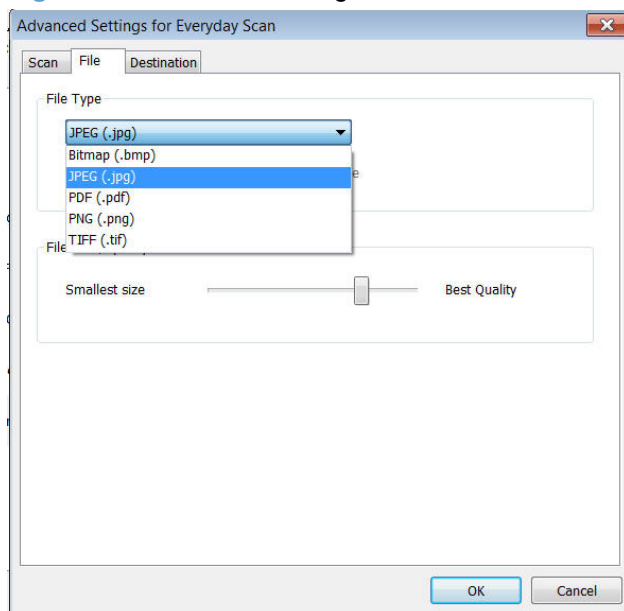 Advanced Settings for Everyday Scan
Scan File Destination
File Type
JPEG (.jpg)
Bitmap (.bmp)
JPEG (.jpg)
PDF (.pdf)
PNG (.png)
TIFF (.tif)
File
Smallest size Best Quality
OK Cancel